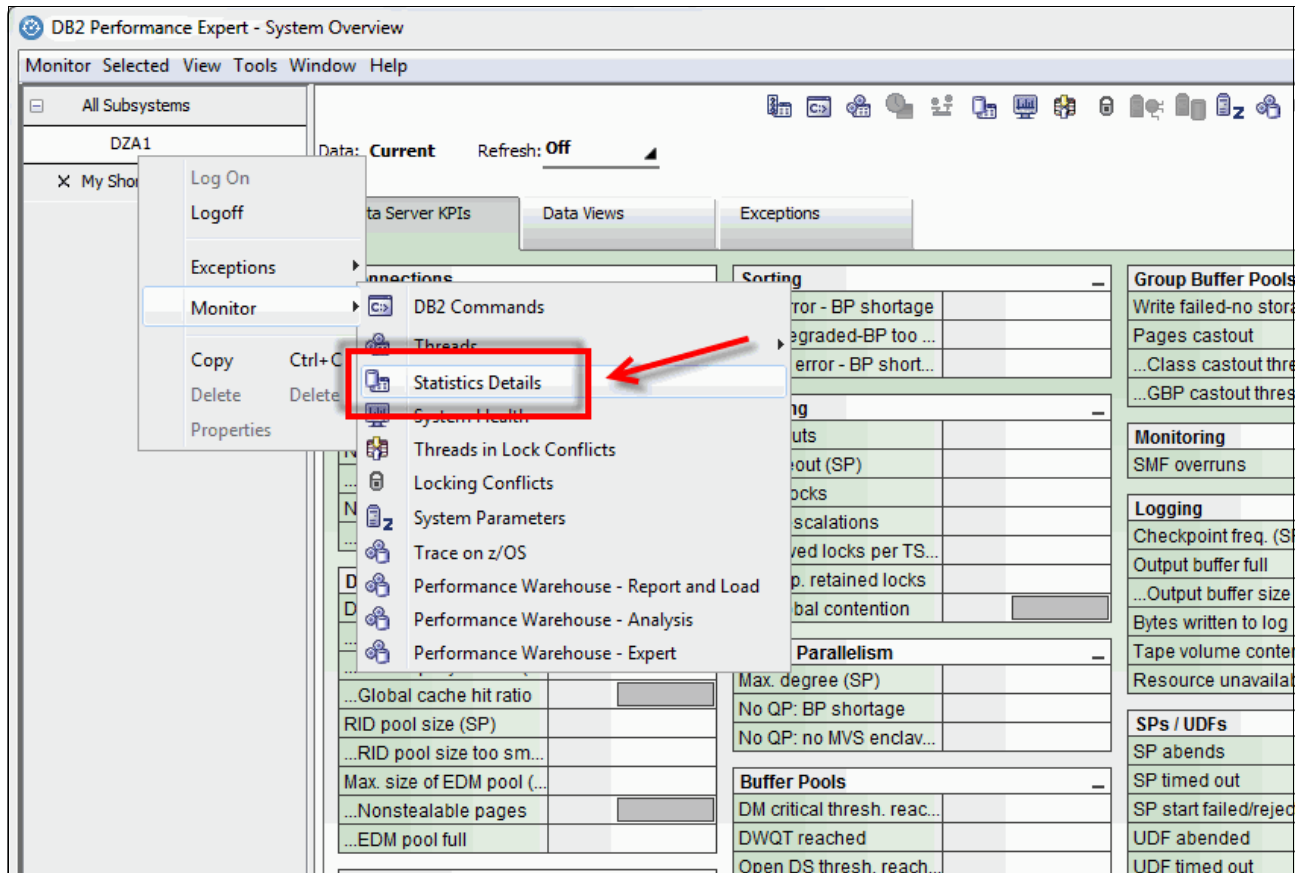 DB2 Performance Expert - System Overview
Monitor Selected View Tools Window Help
All Subsystems
DZA1
My Shor
Data: Current Refresh: Off
ta Server KPIs Data Views Exceptions
Log On
Logoff
Exceptions
Monitor
Copy Ctrl+C
Delete Delete
Properties
DB2 Commands
Threads
Statistics Details
System Health
Threads in Lock Conflicts
Locking Conflicts
System Parameters
Trace on z/OS
Performance Warehouse - Report and Load
Performance Warehouse - Analysis
Performance Warehouse - Expert
nnections
N
...
N
...
D
D
...
...Global cache hit ratio
RID pool size (SP)
...RID pool size too sm...
Max. size of EDM pool (...
...Nonstealable pages
...EDM pool full
Sorting
ror - BP shortage
egraded-BP too ...
error - BP short...
ng
uts
eout (SP)
ocks
scalations
ved locks per TS...
p. retained locks
bal contention
Parallelism
Max. degree (SP)
No QP: BP shortage
No QP: no MVS enclav...
Buffer Pools
DM critical thresh. reac...
DWQT reached
Open DS thresh. reach...
Group Buffer Pools
Write failed-no stora
Pages castout
...Class castout thre
...GBP castout thres
Monitoring
SMF overruns
Logging
Checkpoint freq. (SP
Output buffer full
...Output buffer size
Bytes written to log
Tape volume conten
Resource unavailab
SPs / UDFs
SP abends
SP timed out
SP start failed/rejec
UDF abended
UDF timed out